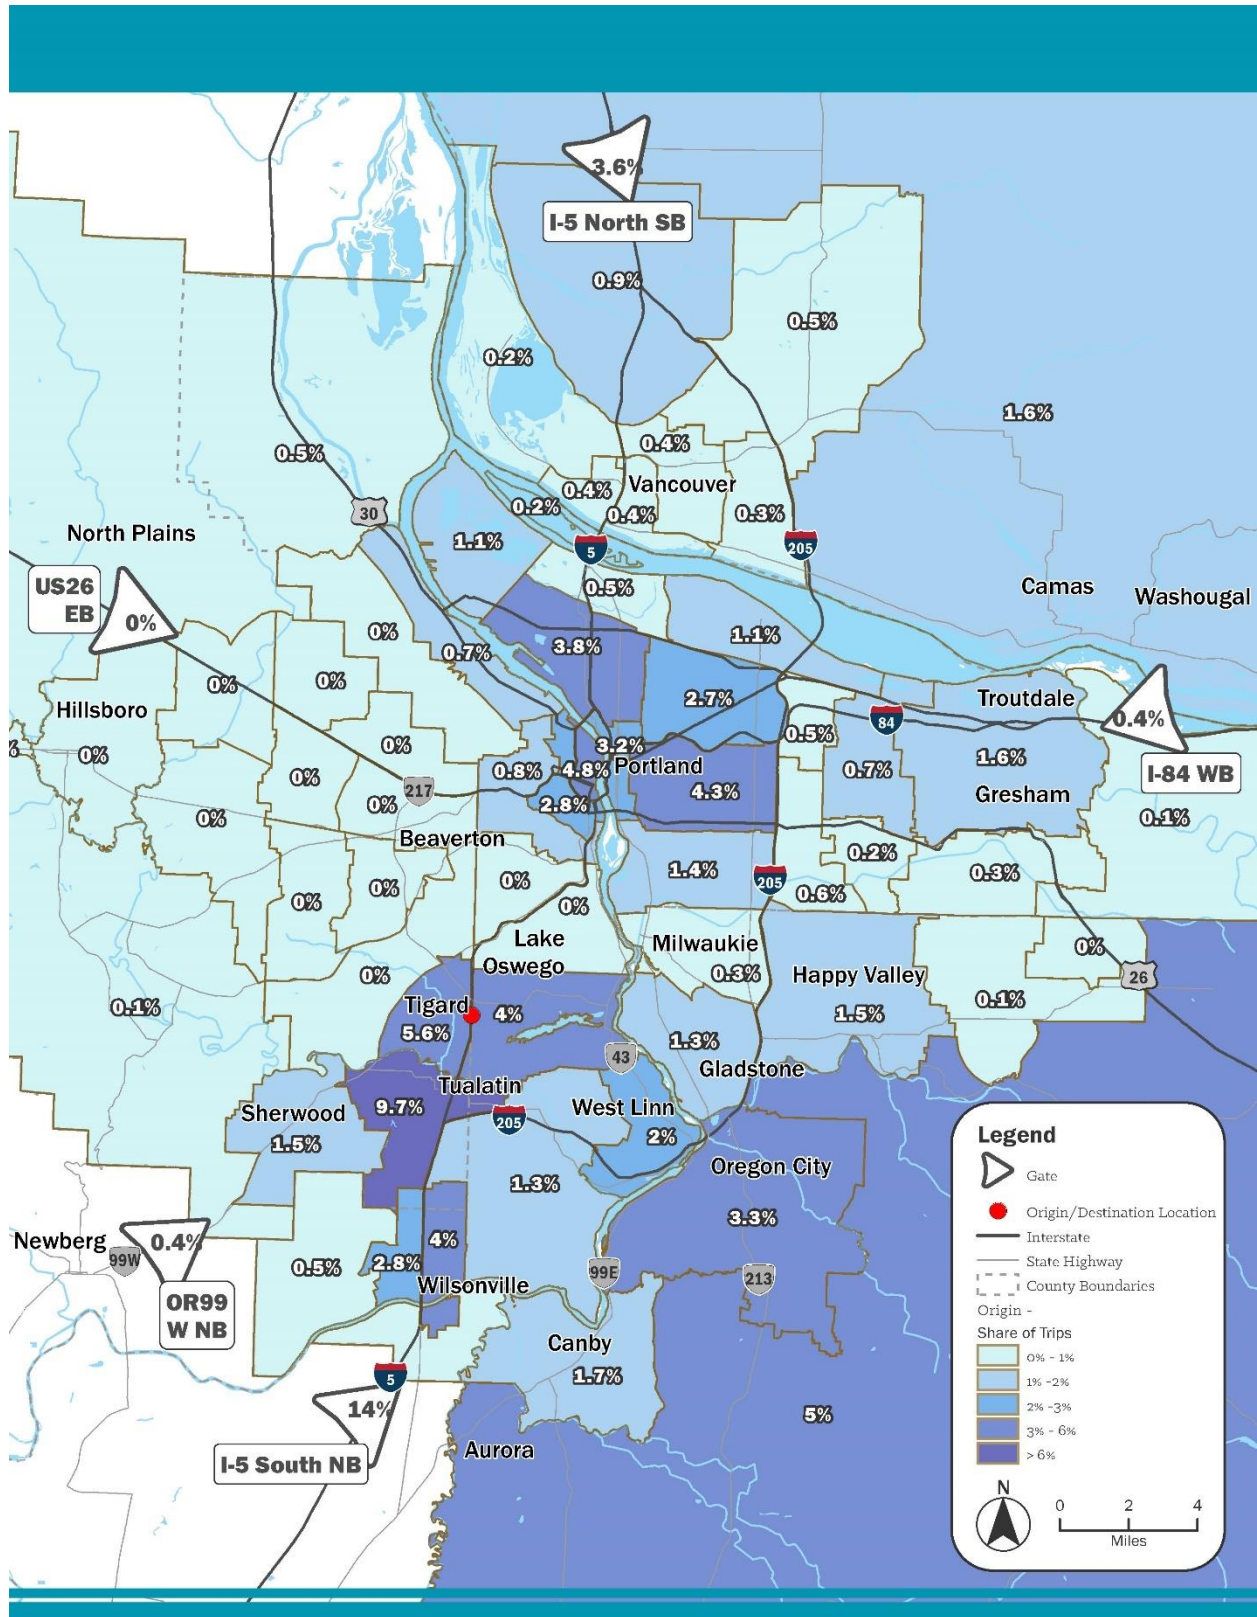 3.6%
I-5 North SB
0.9%
0.5%
0.2%
1.6%
0.4%
0.5%
Vancouver
0.4%
0.2%
0.4%
0.3%
30
North Plains
1.1%
5
205
US26
EB
0%
0.5%
Camas
Washougal
0%
3.8%
1.1%
0.7%
0%
0%
2.7%
Troutdale
Hillsboro
0.4%
84
0%
0%
3.2%
0.5%
1.6%
I-84 WB
%
0%
0.8%
4.8%
Portland
0.7%
217
0%
4.3%
Gresham
0%
2.8%
0.1%
Beaverton
0.2%
1.4%
0%
0%
205
0.6%
0.3%
0%
0%
Lake
Oswego
Milwaukie
0%
0%
0.3%
Happy Valley
26
0.1%
Tigard
4%
1.5%
0.1%
5.6%
43
1.3%
Gladstone
Tualatin
9.7%
West Linn
Sherwood
205
1.5%
2%
Oregon City
1.3%
3.3%
Newberg
99W
0.4%
0.5%
2.8%
4%
99E
213
Wilsonville
OR99
W NB
Canby
5
1.7%
14%
5%
Aurora
I-5 South NB
Legend
Gate
Origin/Destination Location
Interstate
State Highway
County Boundaries
Origin -
Share of Trips
0% - 1%
1% -2%
2% -3%
3% - 6%
> 6%
N
0 2 4
Miles